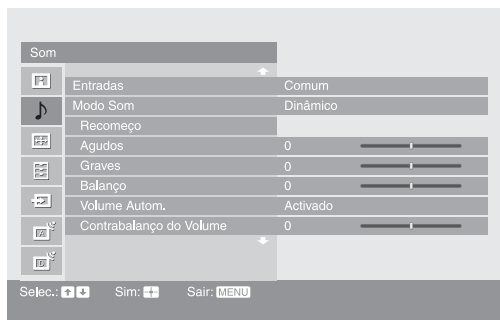 Som
Entradas Comum
Modo Som Dinâmico
Recomeço
Agudos 0
Graves 0
Balanço 0
Volume Autom. Activado
Contrabalanço do Volume 0
Selec.: Sim: Sair: MENU